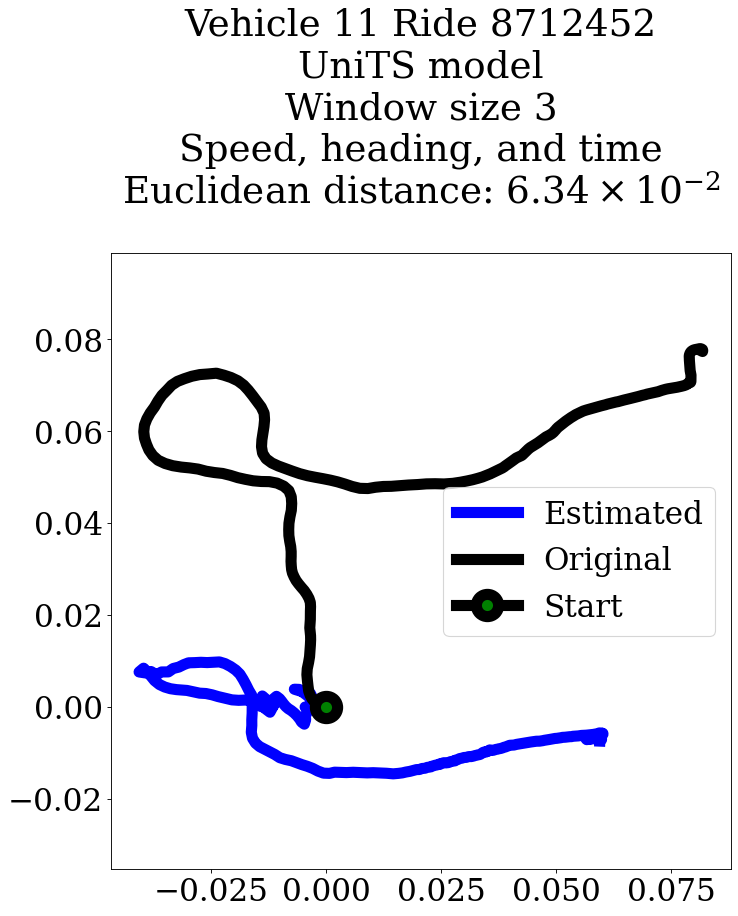 Vehicle 11 Ride 8712452
UniTS model
Window size 3
Speed, heading, and time
Euclidean distance: 6.34 × 10⁻²
0.08
0.06
0.04
0.02
0.00
−0.02
Estimated
Original
Start
−0.025 0.000 0.025 0.050 0.075